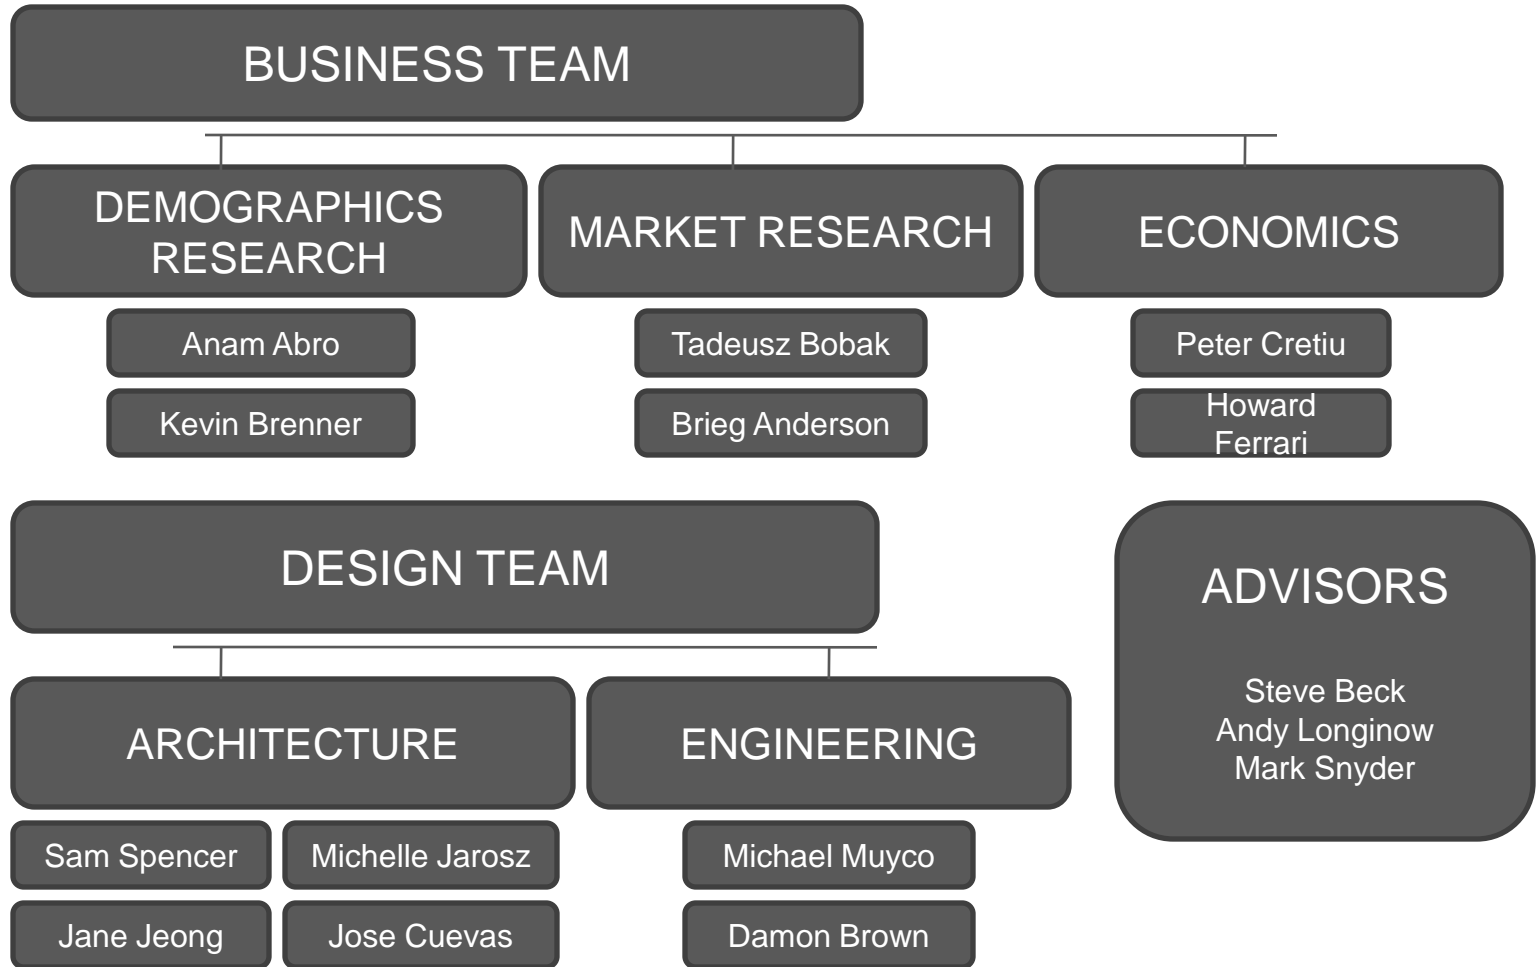 BUSINESS TEAM
DEMOGRAPHICS
RESEARCH
MARKET RESEARCH
ECONOMICS
Anam Abro
Kevin Brenner
Tadeusz Bobak
Brieg Anderson
Peter Cretiu
Howard
Ferrari
DESIGN TEAM
ARCHITECTURE
ENGINEERING
Sam Spencer
Michelle Jarosz
Jane Jeong
Jose Cuevas
Michael Muyco
Damon Brown
ADVISORS
Steve Beck
Andy Longinow
Mark Snyder